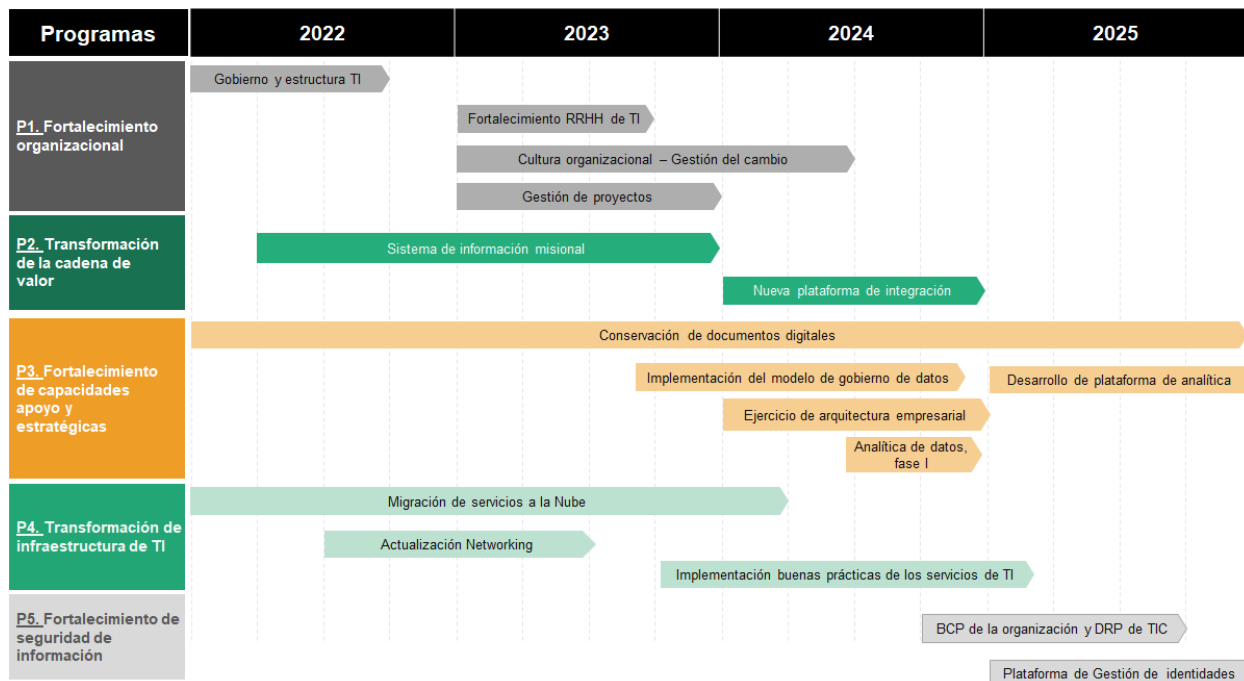 Programas
2022
2023
2024
2025
P1. Fortalecimiento
organizacional
Gobierno y estructura TI
Fortalecimiento RRHH de TI
Cultura organizacional – Gestión del cambio
Gestión de proyectos
P2. Transformación
de la cadena de
valor
Sistema de información misional
Nueva plataforma de integración
P3. Fortalecimiento
de capacidades
apoyo y
estratégicas
Conservación de documentos digitales
Implementación del modelo de gobierno de datos
Desarrollo de plataforma de analítica
Ejercicio de arquitectura empresarial
Analítica de datos,
fase I
P4. Transformación de
infraestructura de TI
Migración de servicios a la Nube
Actualización Networking
Implementación buenas prácticas de los servicios de TI
P5. Fortalecimiento de
seguridad de
información
BCP de la organización y DRP de TIC
Plataforma de Gestión de identidades